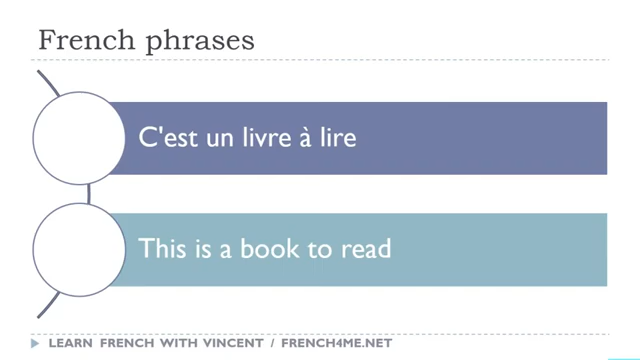 French phrases
C'est un livre à lire
This is a book to read
LEARN FRENCH WITH VINCENT / FRENCH4ME.NET